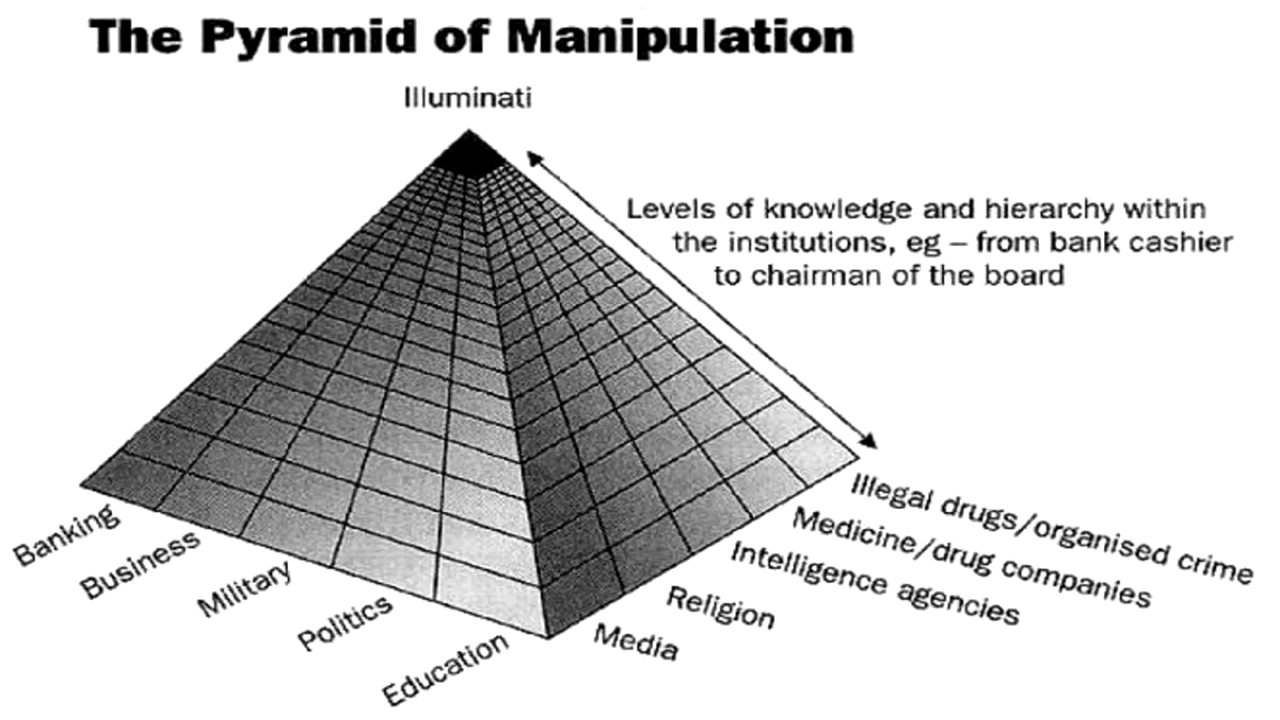 The Pyramid of Manipulation
Illuminati
Levels of knowledge and hierarchy within
the institutions, eg – from bank cashier
to chairman of the board
Banking
Business
Military
Politics
Education
Media
Religion
Intelligence agencies
Medicine/drug companies
Illegal drugs/organised crime